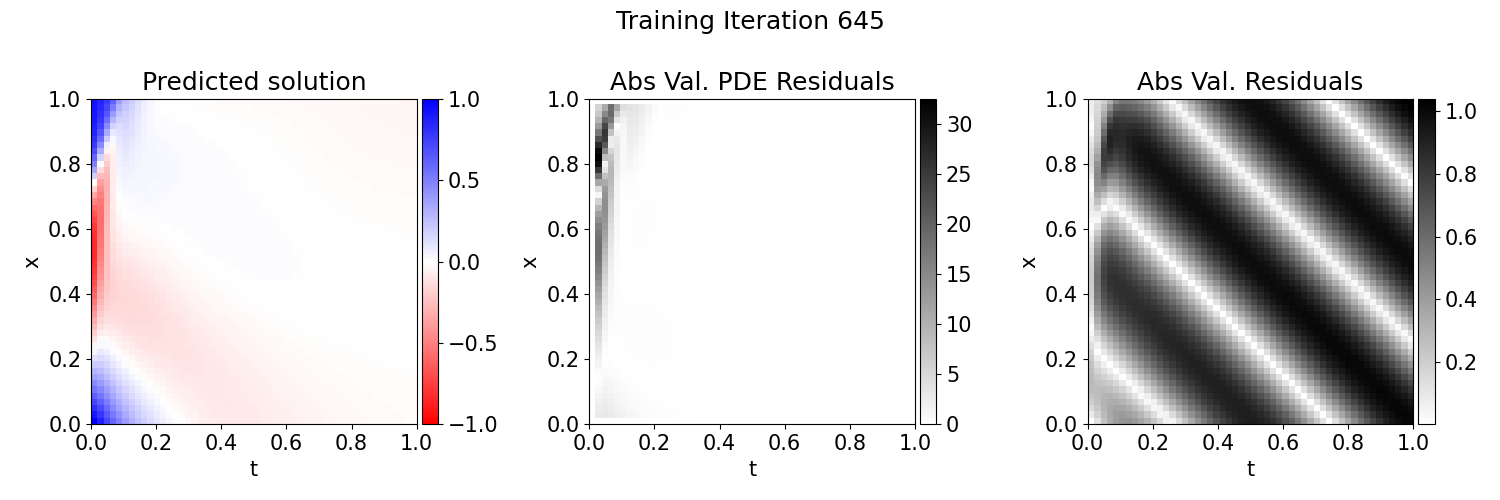 Training Iteration 645
Predicted solution
Abs Val. PDE Residuals
Abs Val. Residuals
1.0
0.8
0.6
0.4
0.2
0.0
x
0.0 0.2 0.4 0.6 0.8 1.0
t
1.0
0.5
0.0
−0.5
−1.0
1.0
0.8
0.6
0.4
0.2
0.0
x
0.0 0.2 0.4 0.6 0.8 1.0
t
30
25
20
15
10
5
0
1.0
0.8
0.6
0.4
0.2
0.0
x
0.0 0.2 0.4 0.6 0.8 1.0
t
1.0
0.8
0.6
0.4
0.2